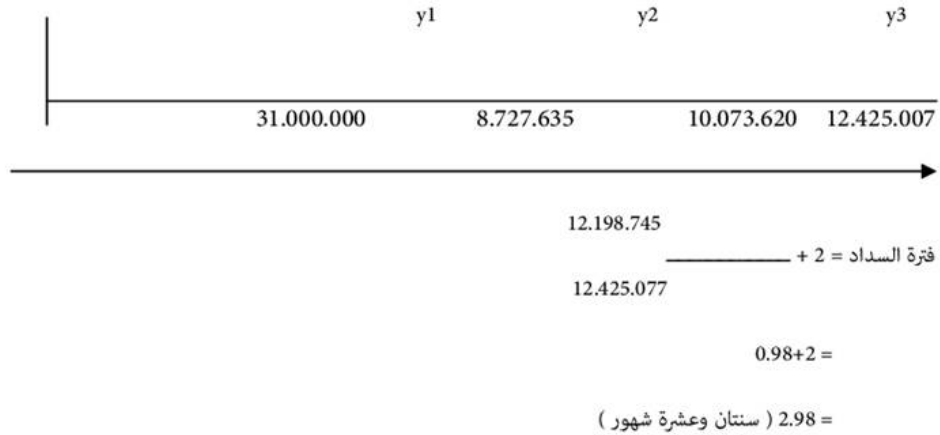 y1 y2 y3
31.000.000 8.727.635 10.073.620 12.425.007
12.198.745
فترة السداد = 2 +
12.425.077
= 2+0.98
= 2.98 ( سنتان وعشرة شهور )